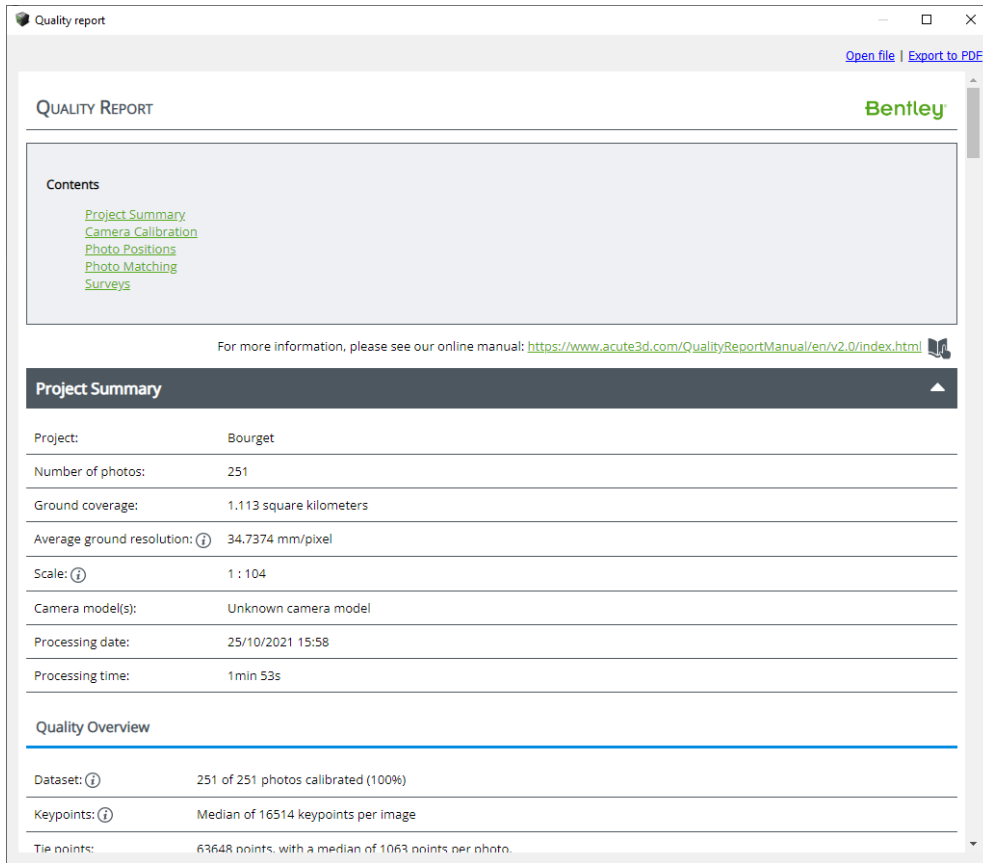 Quality report
Open file | Export to PDF
QUALITY REPORT
Bentley
Contents
Project Summary
Camera Calibration
Photo Positions
Photo Matching
Surveys
For more information, please see our online manual: https://www.acute3d.com/QualityReportManual/en/v2.0/index.html
Project Summary
Project: Bourget
Number of photos: 251
Ground coverage: 1.113 square kilometers
Average ground resolution: 34.7374 mm/pixel
Scale: 1 : 104
Camera model(s): Unknown camera model
Processing date: 25/10/2021 15:58
Processing time: 1min 53s
Quality Overview
Dataset: 251 of 251 photos calibrated (100%)
Keypoints: Median of 16514 keypoints per image
Tie points: 63648 points, with a median of 1063 points per photo.